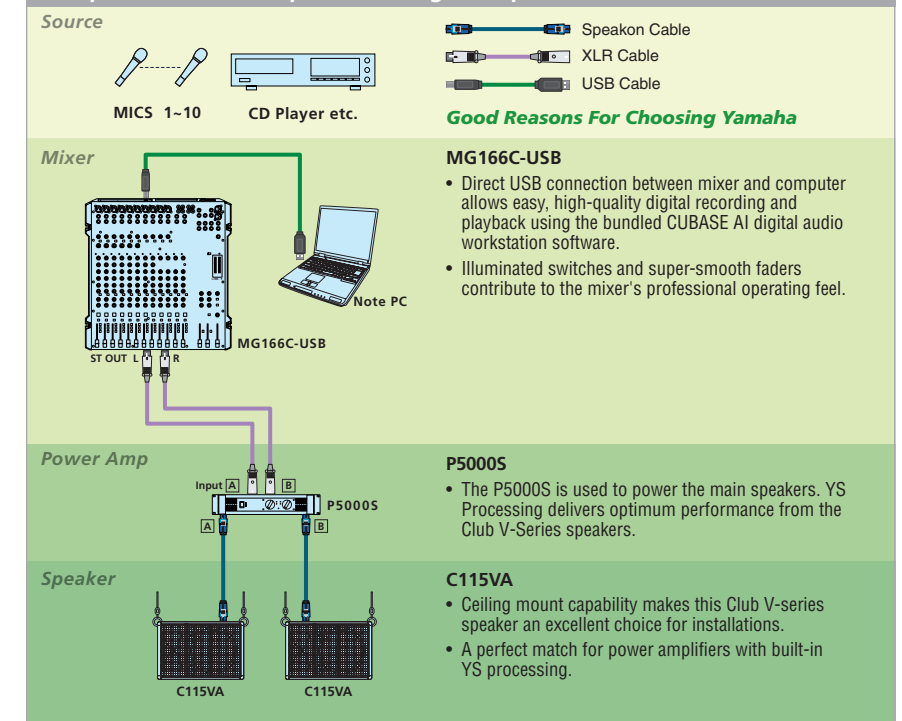 Source
MICS 1~10
CD Player etc.
Speakon Cable
XLR Cable
USB Cable
Good Reasons For Choosing Yamaha
Mixer
Note PC
MG166C-USB
ST OUT L R
MG166C-USB
• Direct USB connection between mixer and computer
allows easy, high-quality digital recording and
playback using the bundled CUBASE AI digital audio
workstation software.
• Illuminated switches and super-smooth faders
contribute to the mixer's professional operating feel.
Power Amp
Input A B
P5000S
A B
P5000S
• The P5000S is used to power the main speakers. YS
Processing delivers optimum performance from the
Club V-Series speakers.
Speaker
C115VA
C115VA
C115VA
• Ceiling mount capability makes this Club V-series
speaker an excellent choice for installations.
• A perfect match for power amplifiers with built-in
YS processing.